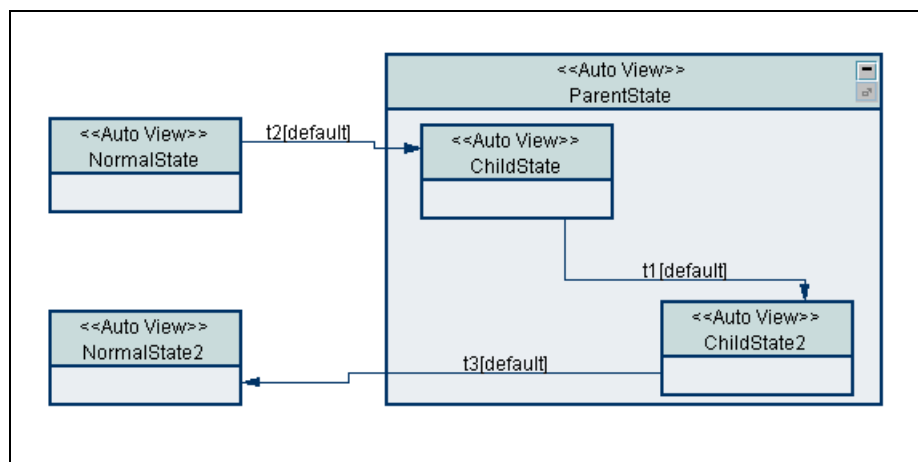 <<Auto View>>
ParentState
<<Auto View>>
NormalState
t2[default]
<<Auto View>>
ChildState
t1[default]
<<Auto View>>
NormalState2
t3[default]
<<Auto View>>
ChildState2